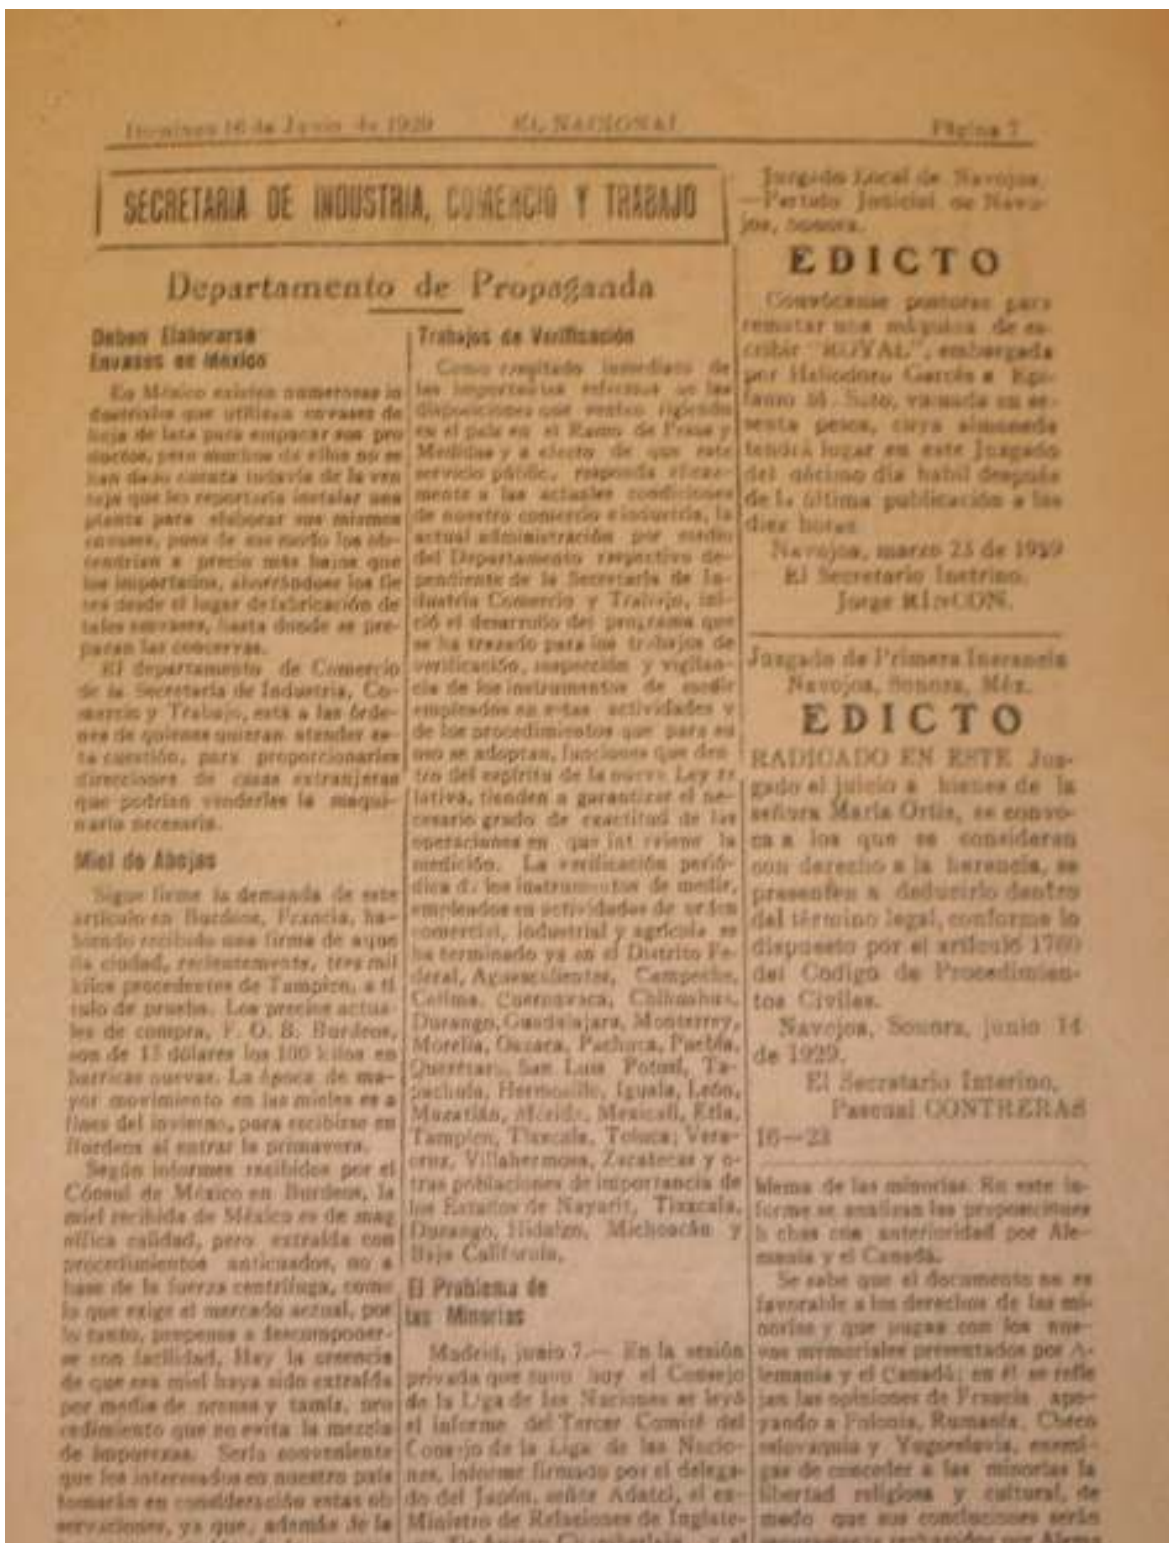 Domingo 16 de Junio de 1929 EL NACIONAL Página 7
SECRETARIA DE INDUSTRIA, COMERCIO Y TRABAJO
Departamento de Propaganda
Deben Elaborarse
Envases en México
En México existen numerosos in
dustriales que utilizan envases de
hoja de lata para empacar sus pro
ductos, pero muchos de ellos no se
han dado cuenta todavía de la ven
taja que les reportaría instalar una
planta para elaborar sus mismos
envases, pues de ese modo los ob-
tendrían a precio más bajos que
los importados, ahorrándose los fle
tes desde el lugar de fabricación de
tales envases, hasta donde se pre-
paran las concervas.
El departamento de Comercio
de la Secretaría de Industria, Co-
mercio y Trabajo, está a las órde-
nes de quienes quieran atender es-
ta cuestión, para proporcionarles
direcciones de casas extranjeras
que podrían venderles la maqui-
naria necesaria.
Miel de Abejas
Sigue firme la demanda de este
artículo en Burdeos, Francia, ha-
biendo recibido una firma de aque
lla ciudad, recientemente, tres mil
kilos procedentes de Tampico, a tí
tulo de prueba. Los precios actua-
les de compra, F. O. B. Burdeos,
son de 15 dólares los 100 kilos en
barricas nuevas. La época de ma-
yor movimiento en las mieles es a
fines del invierno, para recibirse en
Burdeos al entrar la primavera.
Según informes recibidos por el
Cónsul de México en Burdeos, la
miel recibida de México es de mag
nífica calidad, pero extraída con
procedimientos anticuados, no a
base de la fuerza centrífuga, como
lo que exige el mercado actual, por
lo tanto, propensa a descomponer-
se con facilidad. Hay la creencia
de que esa miel haya sido extraída
por medio de prensa y tamiz, pro
cedimiento que no evita la mezcla
de impurezas. Sería conveniente
que los interesados en nuestro país
tomarán en consideración estas ob
servaciones, ya que, además de la
Trabajos de Verificación
Como resultado inmediato de
las importantes reformas a las
disposiciones que venían rigiendo
en el país en el Ramo de Pesas y
Medidas y a efecto de que este
servicio públic, responda eficaz-
mente a las actuales condiciones
de nuestro comercio e industria, la
actual administración por medio
del Departamento respectivo de-
pendiente de la Secretaría de In-
dustria Comercio y Trabajo, ini-
ció el desarrollo del programa que
se ha trazado para los trabajos de
verificación, inspección y vigilan-
cia de los instrumentos de medir
empleados en estas actividades y
de los procedimientos que para su
uso se adoptan, funciones que den
tro del espíritu de la nueva Ley re
lativa, tienden a garantizar el ne-
cesario grado de exactitud de las
operaciones en que int rviene la
medición. La verificación perió-
dica de los instrumentos de medir,
empleados en actividades de orden
comercial, industrial y agrícola se
ha terminado ya en el Distrito Fe-
deral, Aguascalientes, Campeche,
Colima, Cuernavaca, Chihuahua,
Durango, Guadalajara, Monterrey,
Morelia, Oaxaca, Pachuca, Puebla,
Querétaro, San Luis Potosí, Ta-
pachula, Hermosillo, Iguala, León,
Mazatlán, Mérida, Mexicali, Etla,
Tampico, Tlaxcala, Toluca; Vera-
cruz, Villahermosa, Zacatecas y o-
tras poblaciones de importancia de
los Estados de Nayarit, Tlaxcala,
Durango, Hidalgo, Michoacán y
Baja California.
El Problema de
las Minorías
Madrid, junio 7.— En la sesión
privada que tuvo hoy el Consejo
de la Liga de las Naciones se leyó
el informe del Tercer Comité del
Consejo de la Liga de las Nacio-
nes, informe firmado por el delega-
do del Japón, señor Adatci, el ex-
Ministro de Relaciones de Inglate-
Juzgado Local de Navojoa.
—Partido Judicial de Navo-
joa, Sonora.
EDICTO
Convócanse postores para
rematar una máquina de es-
cribir "ROYAL", embargada
por Heliodoro Garcés a Epi-
fanio M. Soto, valuada en se-
senta pesos, cuya almoneda
tendrá lugar en este Juzgado
del décimo día habil después
de la última publicación a las
diez horas.
Navojoa, marzo 23 de 1929
El Secretario Inetrino.
Jorge RINCON.
Juzgado de Primera Instancia
Navojoa, Sonora, Méx.
EDICTO
RADICADO EN ESTE Juz-
gado el juicio a bienes de la
señora María Ortiz, se convo-
ca a los que se consideran
con derecho a la herencia, se
presenten a deducirlo dentro
del término legal, conforme lo
dispuesto por el artículo 1760
del Código de Procedimien-
tos Civiles.
Navojoa, Sonora, junio 14
de 1929.
El Secretario Interino,
Pascual CONTRERAS
16—23
blema de las minorías. En este in-
forme se analizan las proposiciones
h chas con anterioridad por Ale-
mania y el Canadá.
Se sabe que el documento no es
favorable a los derechos de las mi-
norías y que pugna con los nue-
vos memoriales presentados por A-
lemania y el Canadá; en él se refle
jan las opiniones de Francia apo-
yando a Polonia, Rumanía, Checo
eslovaquia y Yugoeslavia, enemi-
gas de conceder a las minorías la
libertad religiosa y cultural, de
modo que sus conclusiones serán